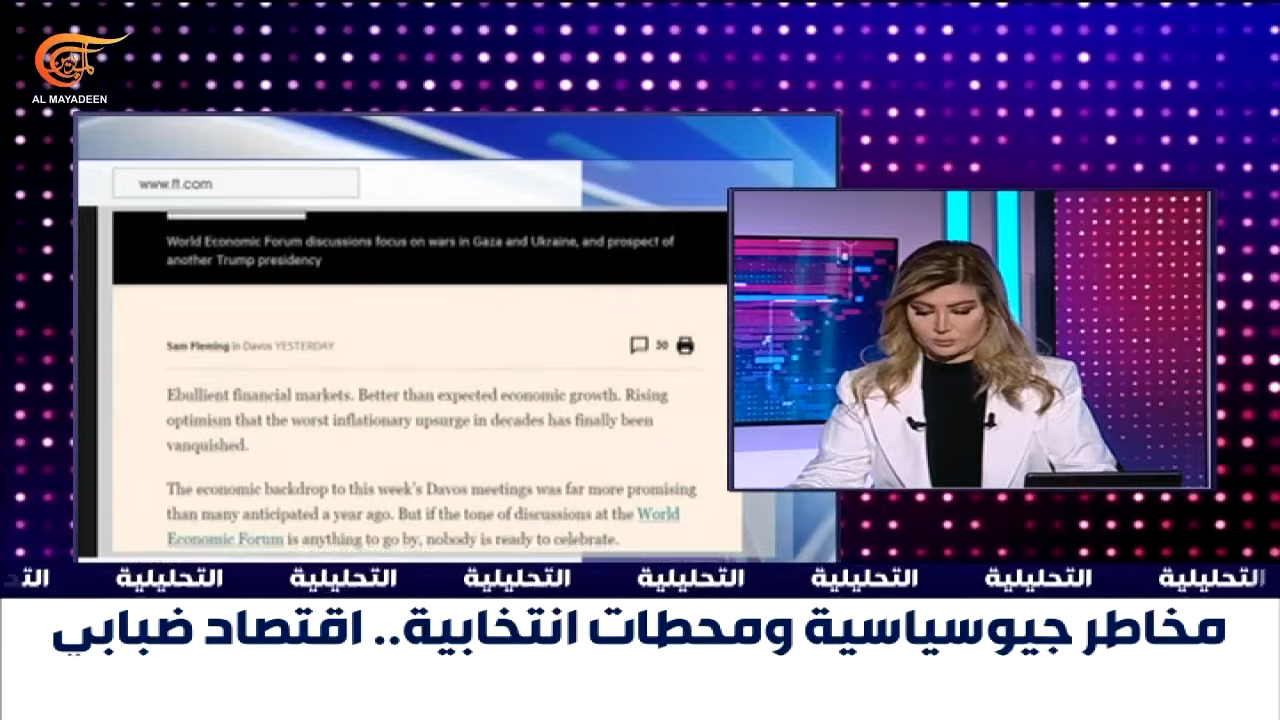 AL MAYADEEN
www.ft.com
World Economic Forum discussions focus on wars in Gaza and Ukraine, and prospect of
another Trump presidency
Sam Fleming in Davos YESTERDAY
30
Ebullient financial markets. Better than expected economic growth. Rising
optimism that the worst inflationary upsurge in decades has finally been
vanquished.
The economic backdrop to this week's Davos meetings was far more promising
than many anticipated a year ago. But if the tone of discussions at the World
Economic Forum is anything to go by, nobody is ready to celebrate.
التحليلية التحليلية التحليلية التحليلية التحليلية التحليلية التحليلية الت
مخاطر جيوسياسية ومحطات انتخابية.. اقتصاد ضبابي